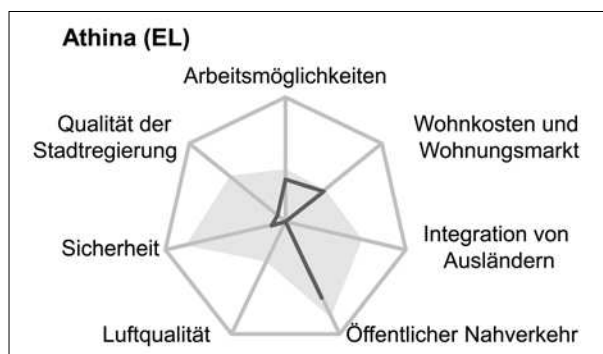 Athina (EL)
Arbeitsmöglichkeiten
Qualität der
Stadtregierung
Wohnkosten und
Wohnungsmarkt
Sicherheit
Integration von
Ausländern
Luftqualität
Öffentlicher Nahverkehr